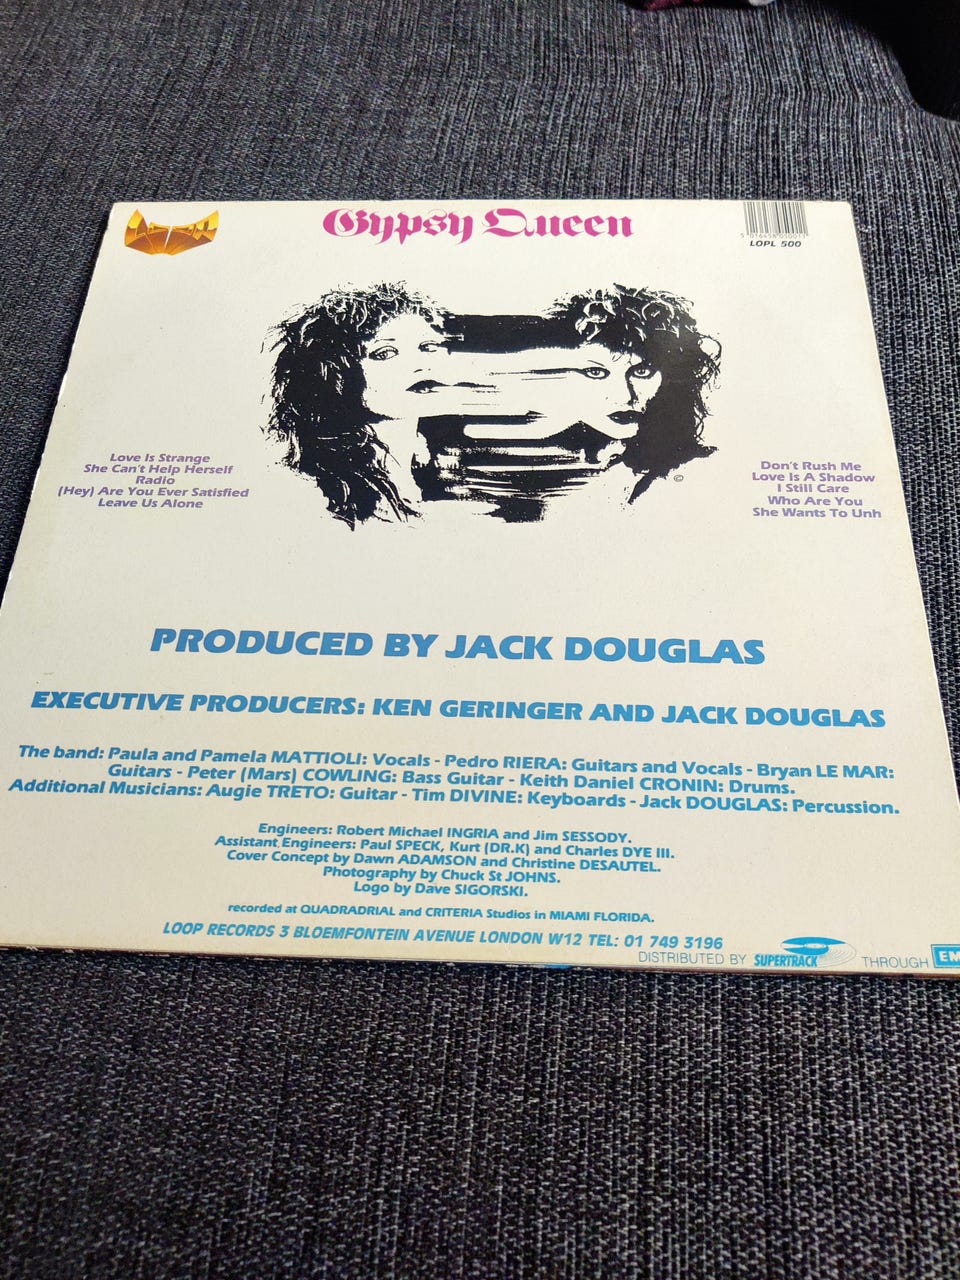 LOOP
Gypsy Queen
LOPL 500
Love Is Strange
She Can't Help Herself
Radio
(Hey) Are You Ever Satisfied
Leave Us Alone
Don't Rush Me
Love Is A Shadow
I Still Care
Who Are You
She Wants To Unh
©
PRODUCED BY JACK DOUGLAS
EXECUTIVE PRODUCERS: KEN GERINGER AND JACK DOUGLAS
The band: Paula and Pamela MATTIOLI: Vocals - Pedro RIERA: Guitars and Vocals - Bryan LE MAR:
Guitars - Peter (Mars) COWLING: Bass Guitar - Keith Daniel CRONIN: Drums.
Additional Musicians: Augie TRETO: Guitar - Tim DIVINE: Keyboards - Jack DOUGLAS: Percussion.
Engineers: Robert Michael INGRIA and Jim SESSODY.
Assistant Engineers: Paul SPECK, Kurt (DR.K) and Charles DYE III.
Cover Concept by Dawn ADAMSON and Christine DESAUTEL.
Photography by Chuck St JOHNS.
Logo by Dave SIGORSKI.
recorded at QUADRADRIAL and CRITERIA Studios in MIAMI FLORIDA.
LOOP RECORDS 3 BLOEMFONTEIN AVENUE LONDON W12 TEL: 01 749 3196
DISTRIBUTED BY SUPERTRACK THROUGH EM